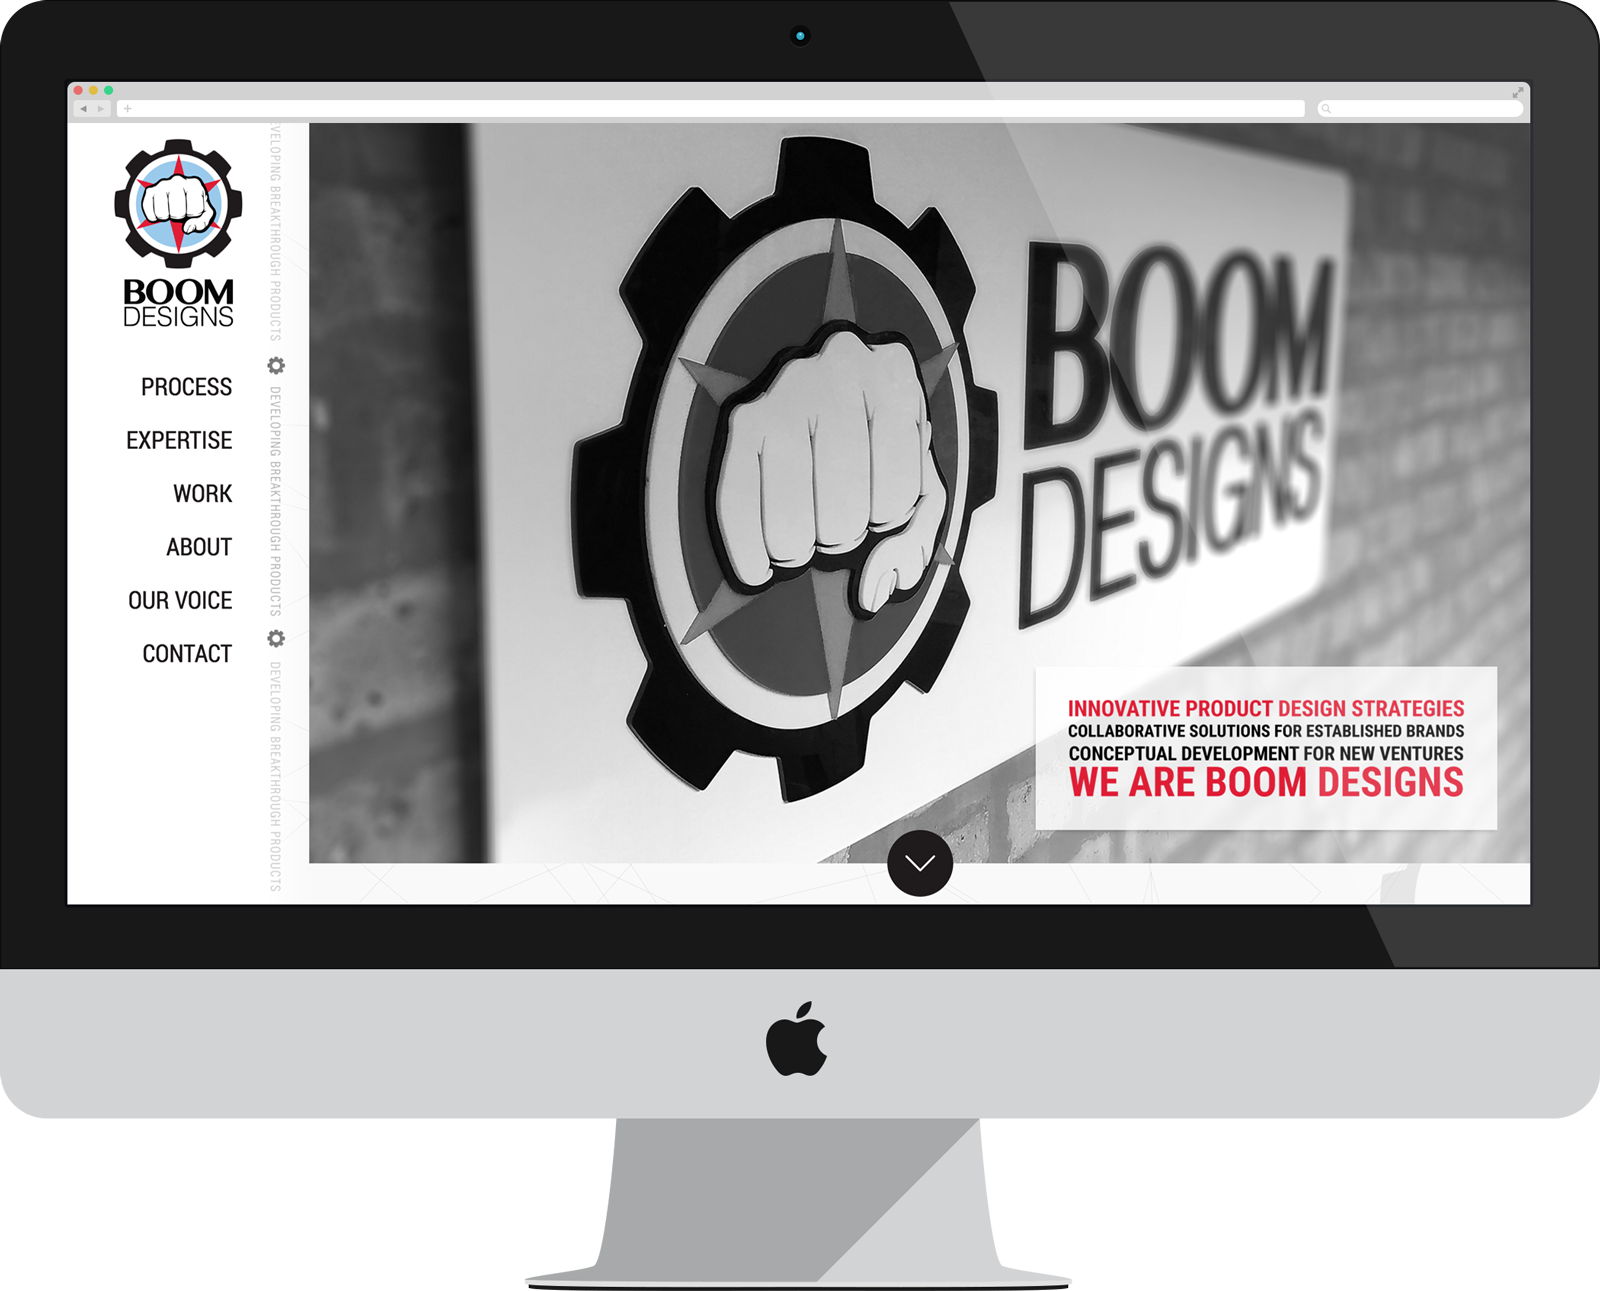 BOOM
DESIGNS
PROCESS
EXPERTISE
WORK
ABOUT
OUR VOICE
CONTACT
EVELOPING BREAKTHROUGH PRODUCTS
DEVELOPING BREAKTHROUGH PRODUCTS
DEVELOPING BREAKTHROUGH PRODUCTS
BOOM
DESIGNS
INNOVATIVE PRODUCT DESIGN STRATEGIES
COLLABORATIVE SOLUTIONS FOR ESTABLISHED BRANDS
CONCEPTUAL DEVELOPMENT FOR NEW VENTURES
WE ARE BOOM DESIGNS